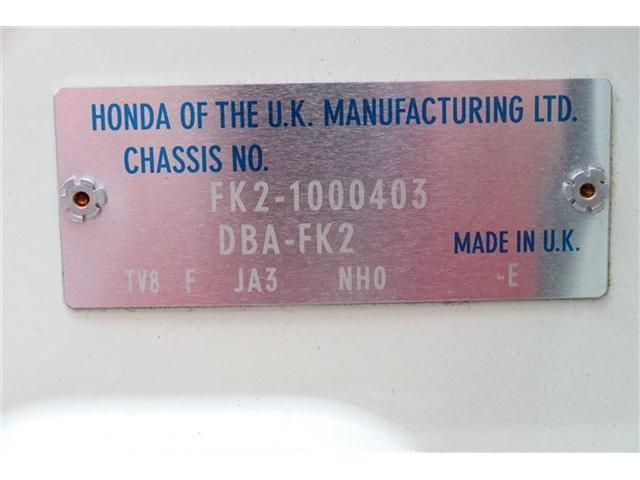 HONDA OF THE U.K. MANUFACTURING LTD.
CHASSIS NO.
FK2-1000403
DBA-FK2
MADE IN U.K.
TV8 F JA3 NH0 -E